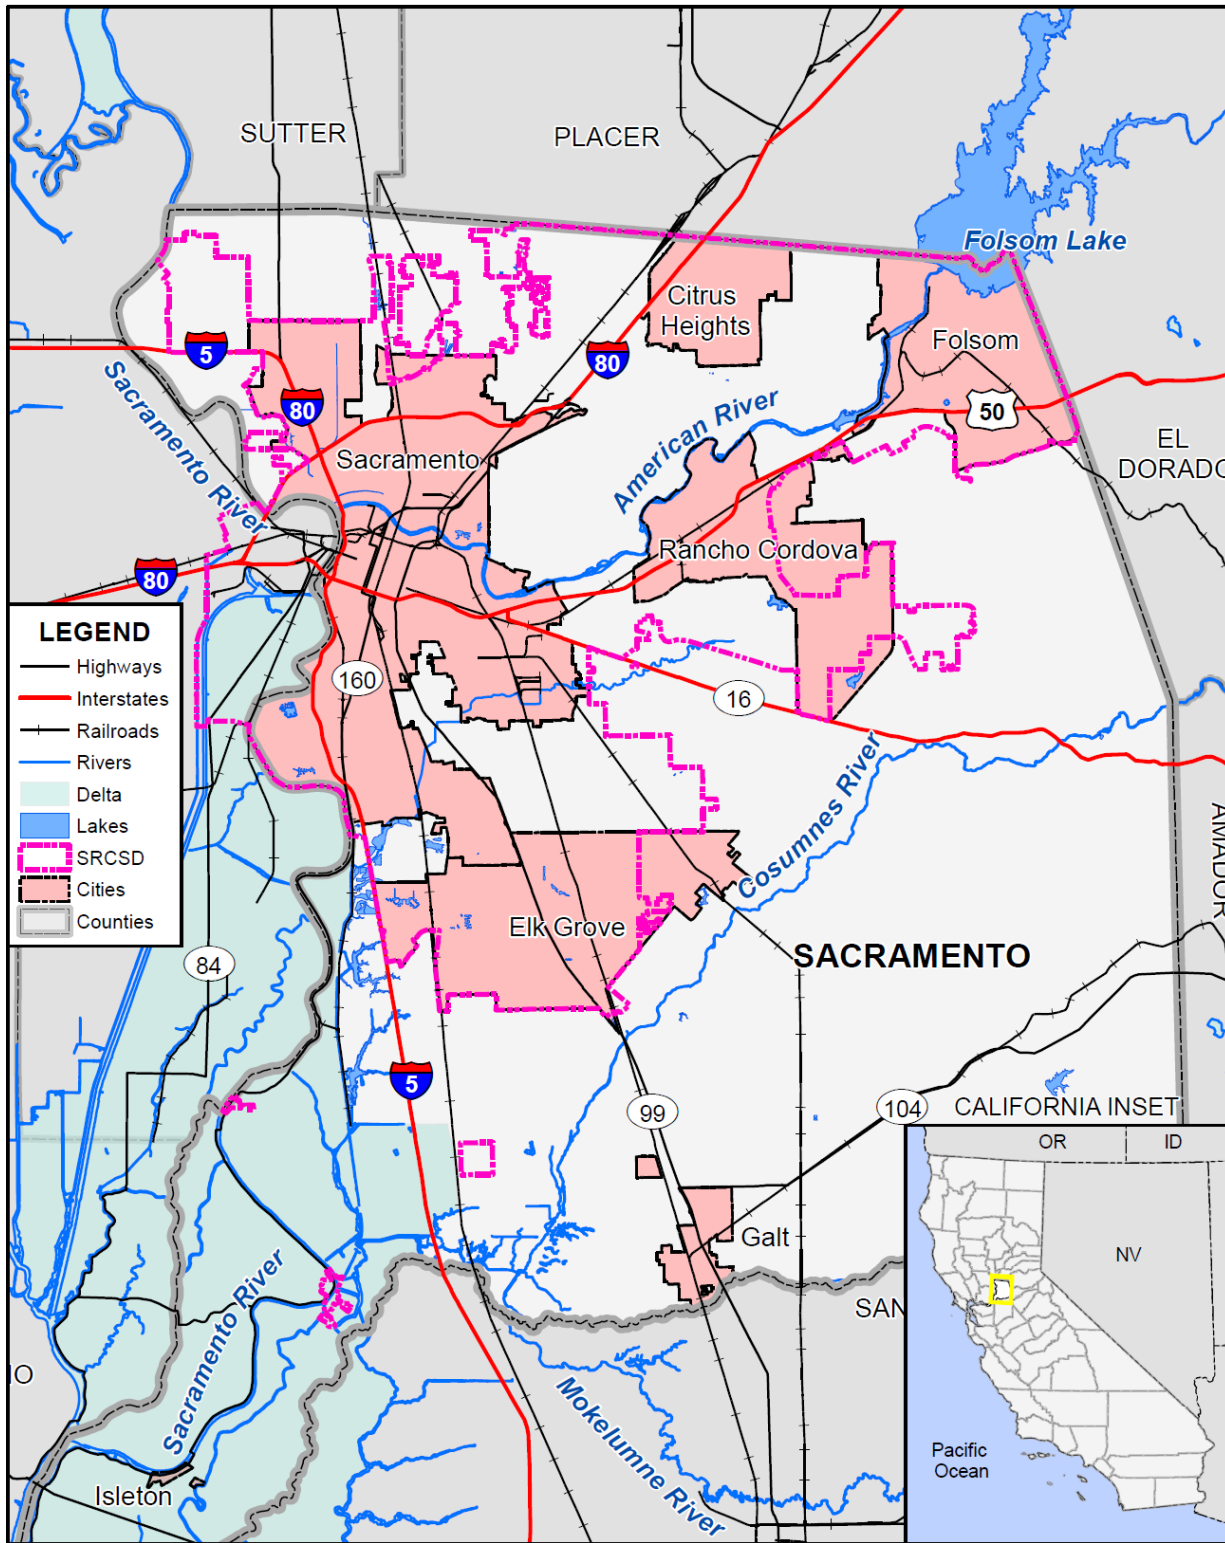 SUTTER
PLACER
Folsom Lake
Citrus
Heights
Folsom
5
80
80
50
Sacramento River
American River
EL
DORADO
Sacramento
Rancho Cordova
80
LEGEND
Highways
Interstates
Railroads
Rivers
Delta
Lakes
SRCSD
Cities
Counties
160
16
Cosumnes River
AMADOR
Elk Grove
SACRAMENTO
84
5
99
104
CALIFORNIA INSET
OR
ID
NV
Pacific
Ocean
Galt
SAN
Sacramento River
IO
Mokelumne River
Isleton